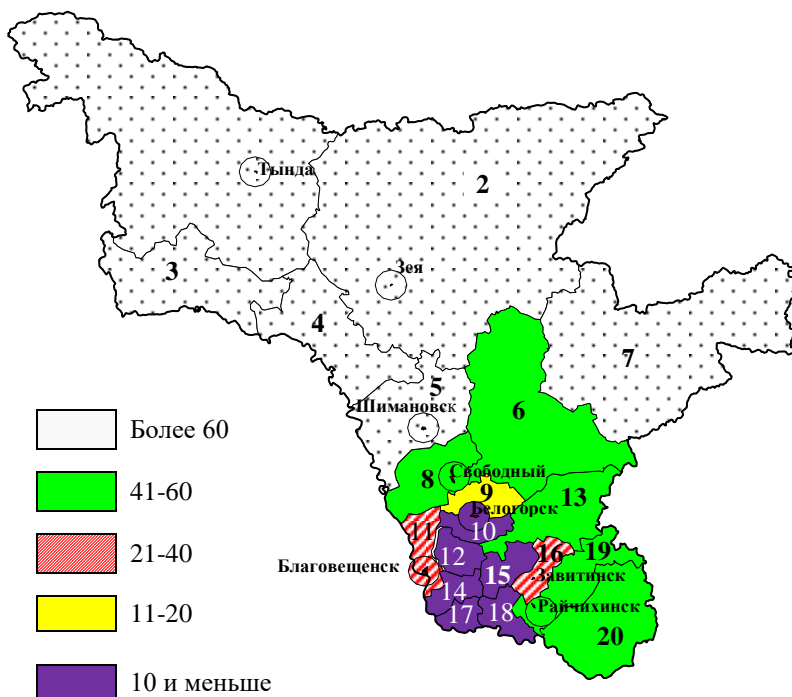 Тында
2
3
Зея
4
7
5
Шимановск
6
Более 60
Свободный
8
41-60
9
13
Белогорск
11
10
21-40
16
19
12
Благовещенск
15
Завитинск
14
Райчихинск
11-20
17
18
20
10 и меньше